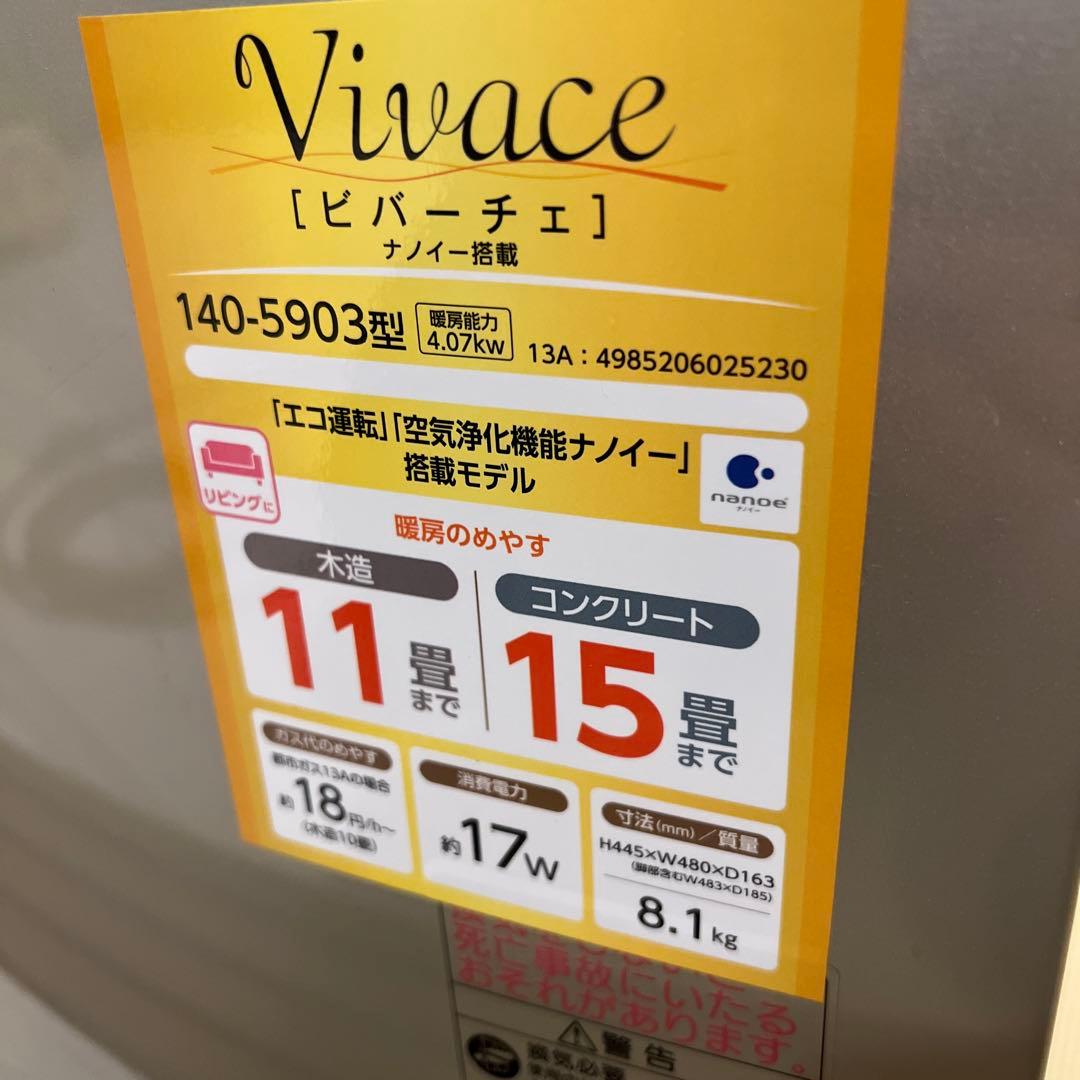 Vivace
[ビバーチェ]
ナノイー搭載
140-5903型
暖房能力
4.07kw
13A：4985206025230
「エコ運転」「空気浄化機能ナノイー」
搭載モデル
リビングに
nanoe
ナノイー
暖房のめやす
木造
11畳まで
コンクリート
15畳まで
ガス代のめやす
都市ガス13Aの場合
約18円/h～
(木造10畳)
消費電力
約17W
寸法(mm)／質量
H445×W480×D163
(脚部含むW483×D185)
8.1kg
死亡事故にいたる
おそれがあります。
警告
換気必要